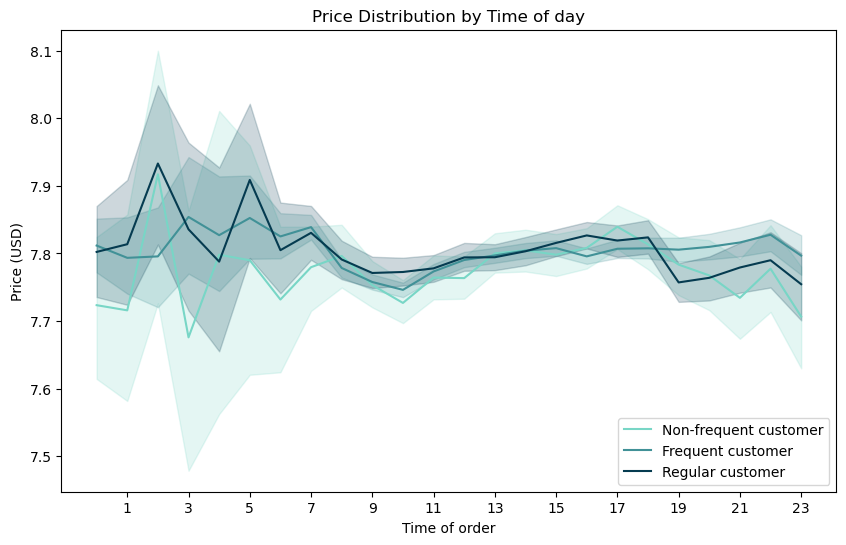 Price Distribution by Time of day
8.1
8.0
7.9
7.8
7.7
7.6
7.5
Price (USD)
Non-frequent customer
Frequent customer
Regular customer
1 3 5 7 9 11 13 15 17 19 21 23
Time of order